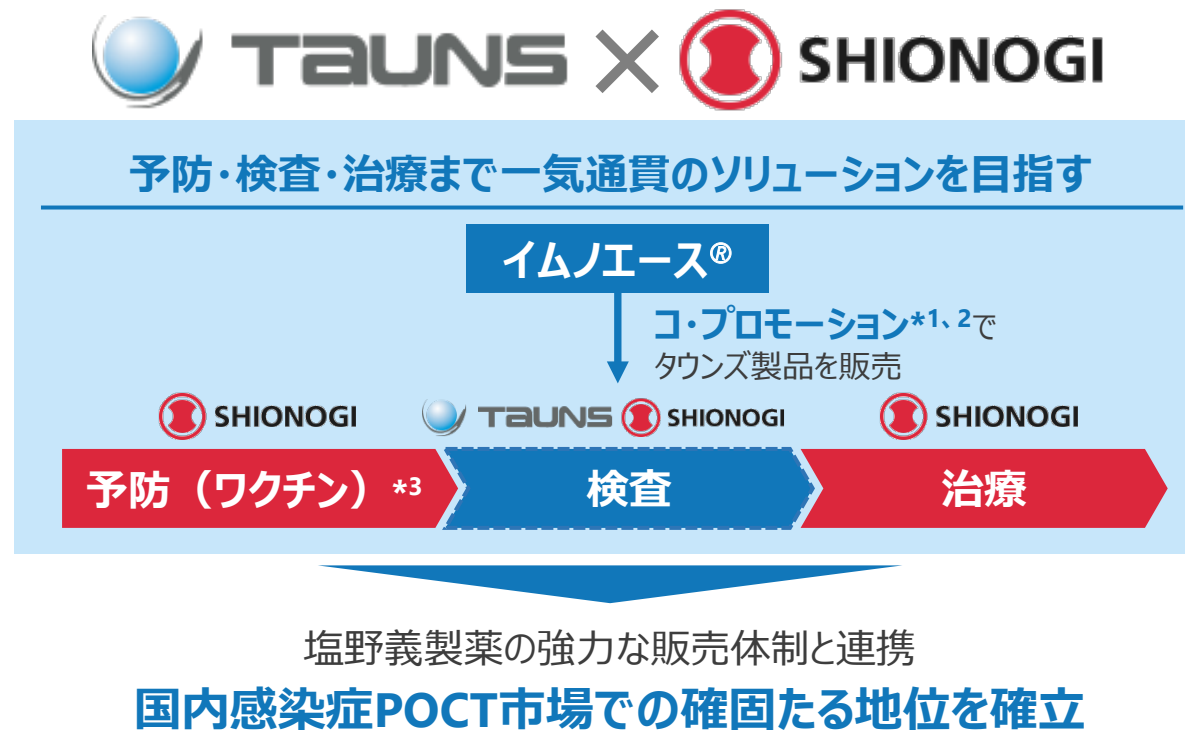 TAUNS × SHIONOGI
予防・検査・治療まで一気通貫のソリューションを目指す
イムノエース®
コ・プロモーション*1、2で
タウンズ製品を販売
SHIONOGI TAUNS SHIONOGI SHIONOGI
予防（ワクチン）*3 検査 治療
塩野義製薬の強力な販売体制と連携
国内感染症POCT市場での確固たる地位を確立